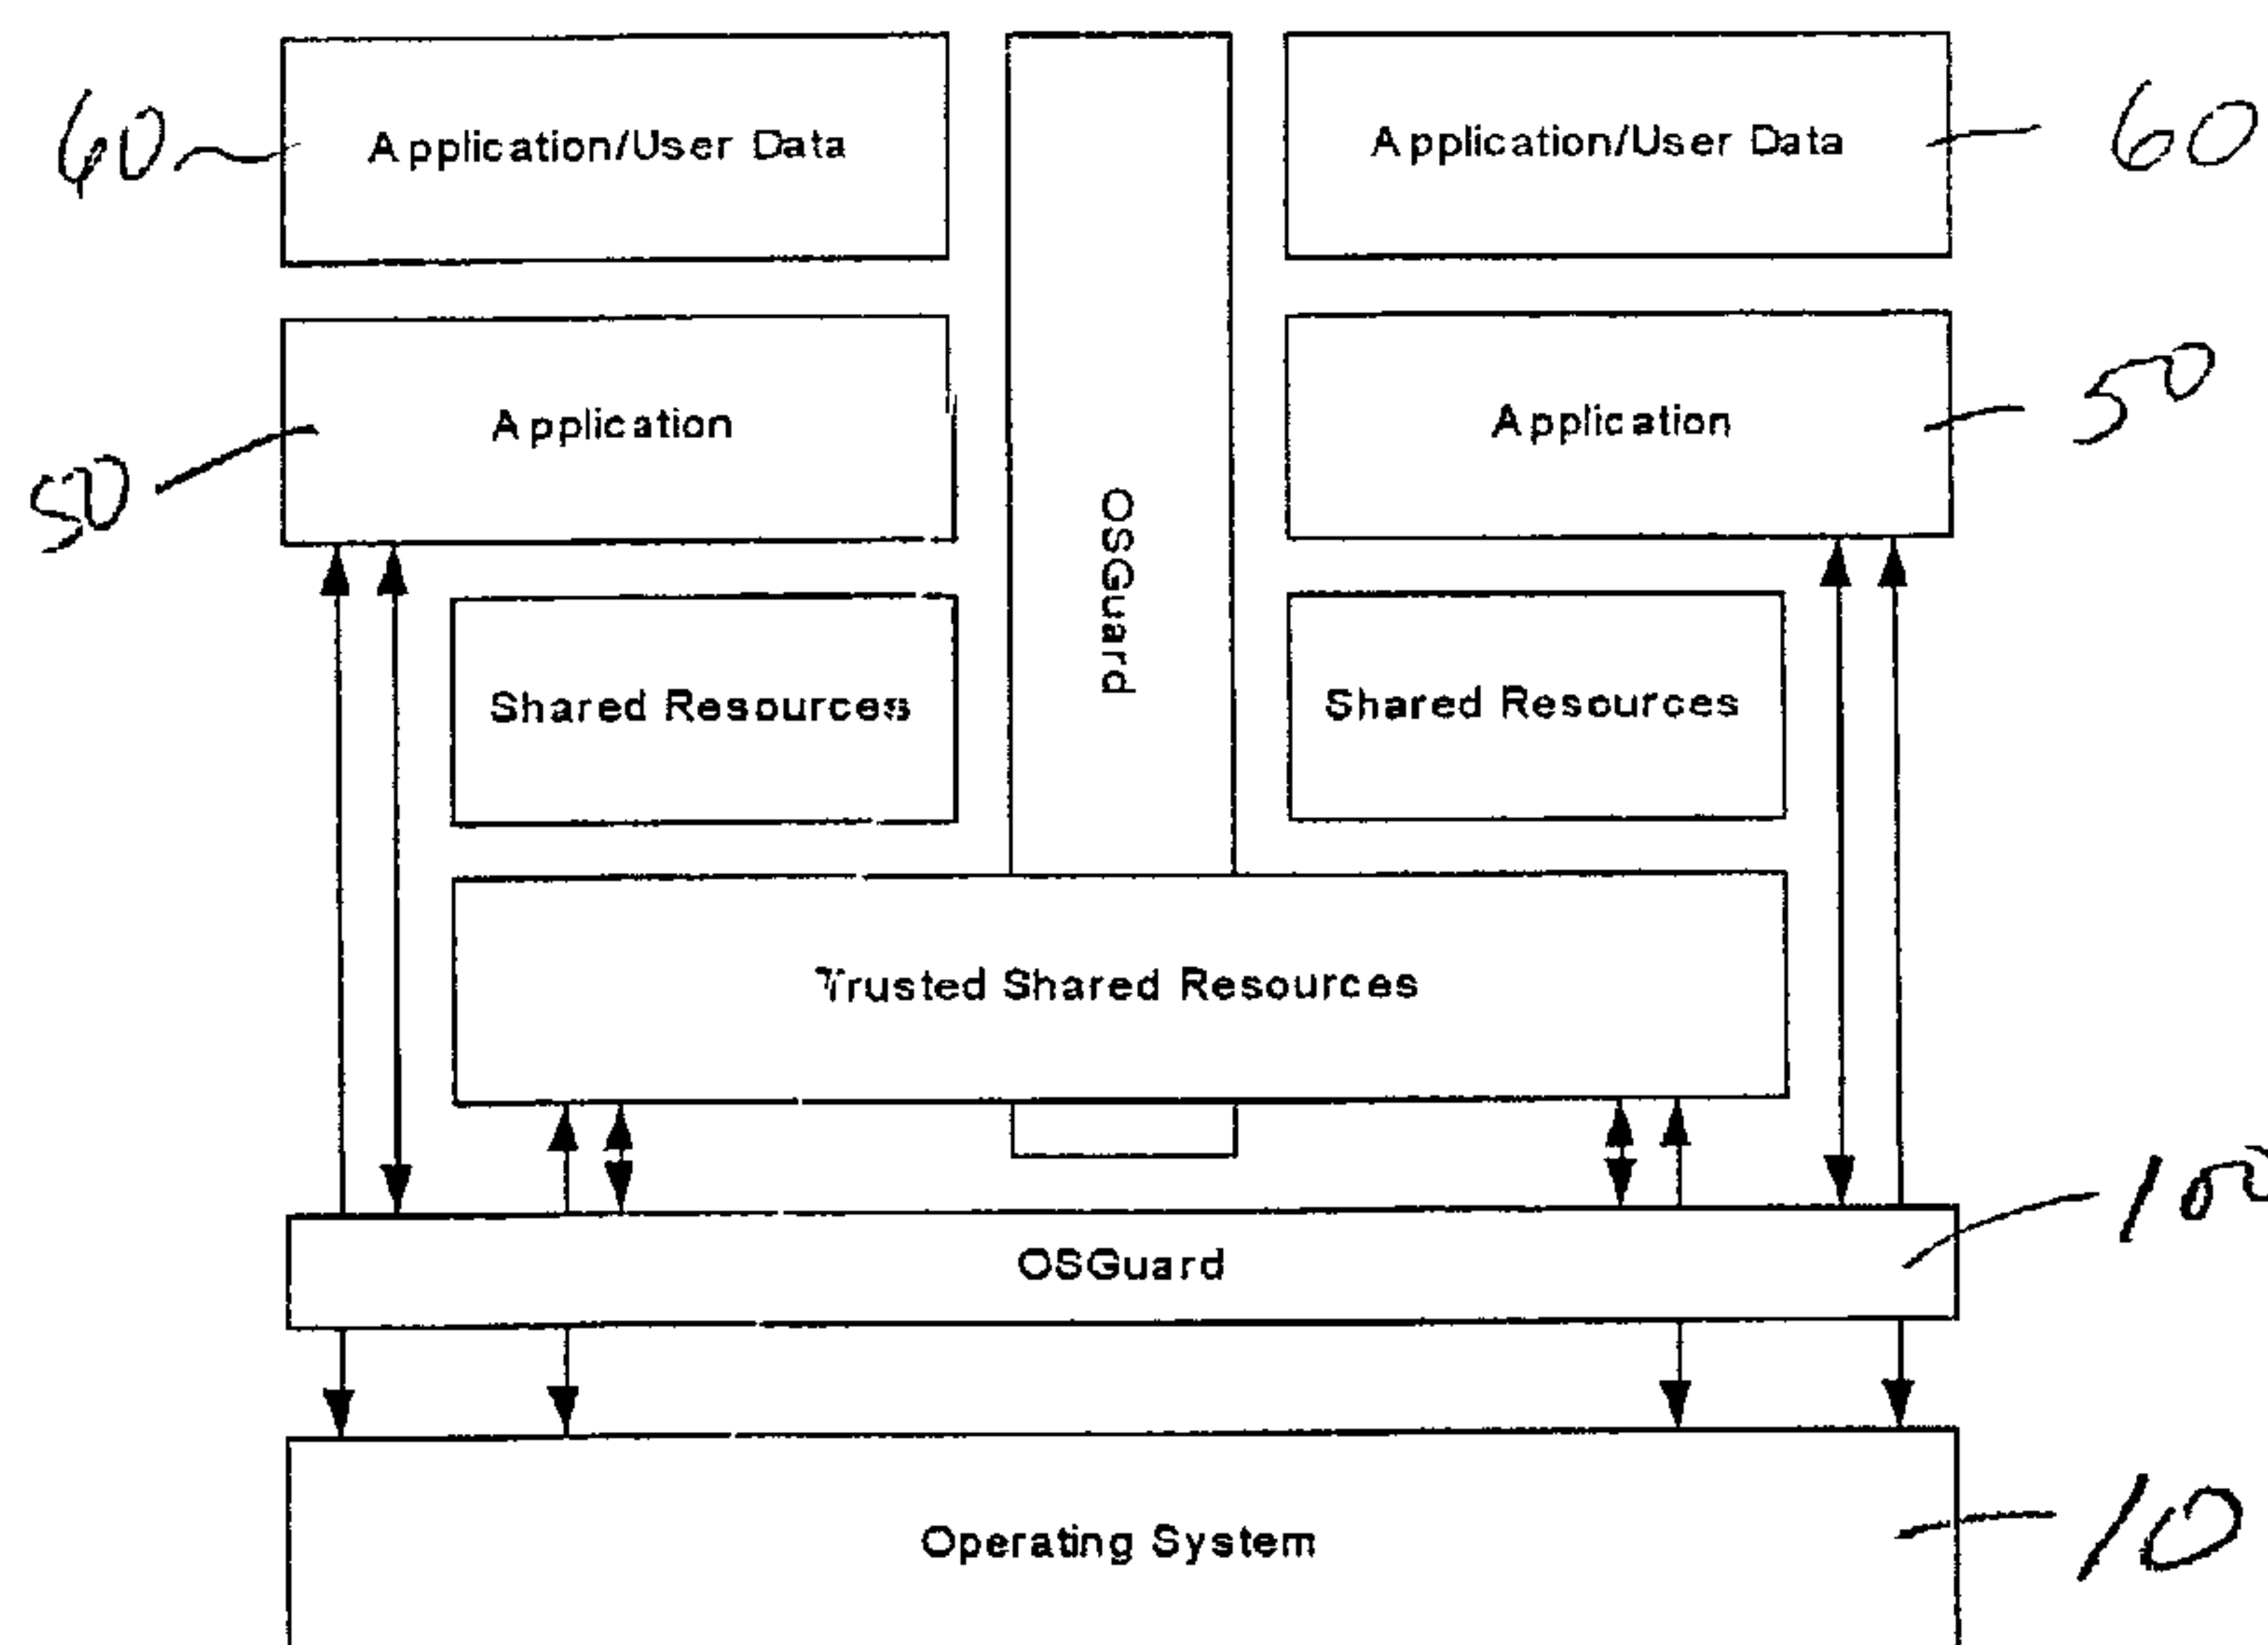 60
Application/User Data
Application/User Data
60
50
Application
Application
50
OSGuard
Shared Resources
Shared Resources
Trusted Shared Resources
OSGuard
100
Operating System
10